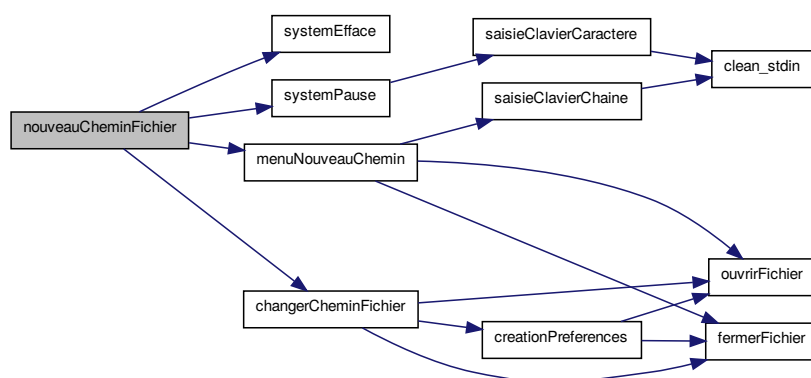 systemEfface
saisieClavierCaractere
clean_stdin
systemPause
saisieClavierChaine
nouveauCheminFichier
menuNouveauChemin
ouvrirFichier
changerCheminFichier
creationPreferences
fermerFichier